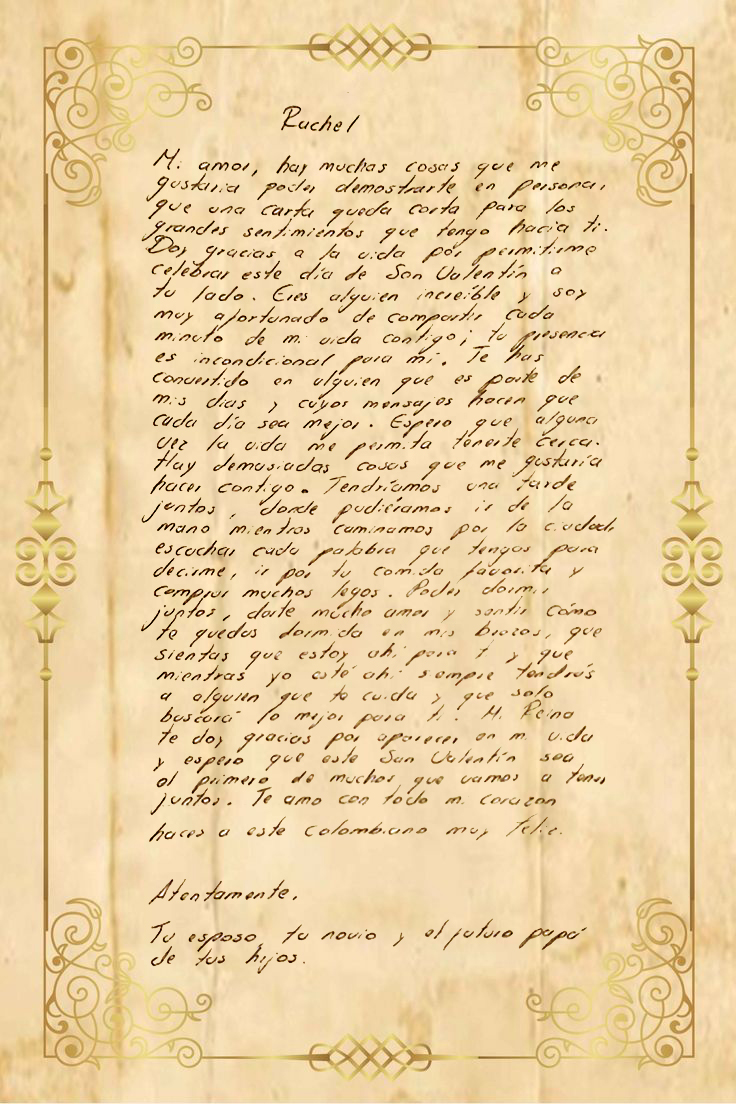 Rachel
Mi amor, hay muchas cosas que me
gustaria poder demostrarte en persona,
que una carta queda corta para los
grandes sentimientos que tengo hacia ti.
Doy gracias a la vida por permitirme
celebrar este día de San Valentín a
tu lado. Eres alguien increíble y soy
muy afortunado de compartir cada
minuto de mi vida contigo; tu presencia
es incondicional para mí. Te has
convertido en alguien que es parte de
mis dias y cuyos mensajes hacen que
cada día sea mejor. Espero que alguna
vez la vida me permita tenerte cerca.
Hay demasiadas cosas que me gustaría
hacer contigo. Tendríamos una tarde
juntos, donde pudiéramos ir de la
mano mientras caminamos por la ciudad,
escuchar cada palabra que tengas para
decirme, ir por tu comida favorita y
comprar muchos legos. Poder dormir
juntos, darte mucho amor y sentir cómo
te quedas dormida en mis brazos, que
sientas que estoy ahí para ti y que
mientras yo esté ahí siempre tendrás
a alguien que te cuida y que solo
buscará lo mejor para ti. Mi Reina
te doy gracias por aparecer en mi vida
y espero que este San Valentín sea
el primero de muchos que vamos a tener
juntos. Te amo con todo mi corazon
haces a este colombiano muy feliz.
Atentamente,
Tu esposo, tu novio y el futuro papá
de tus hijos.